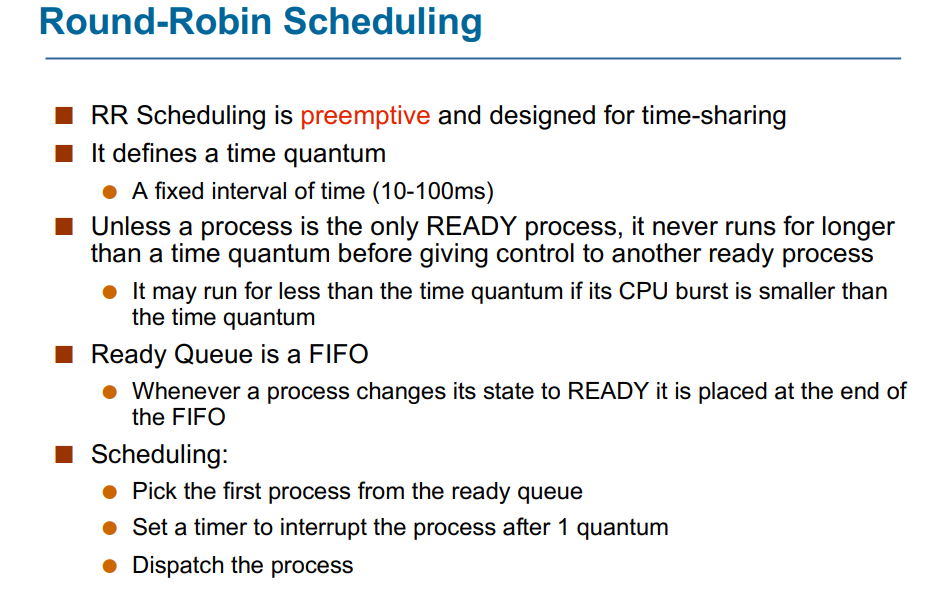 Round-Robin Scheduling
RR Scheduling is preemptive and designed for time-sharing
It defines a time quantum
A fixed interval of time (10-100ms)
Unless a process is the only READY process, it never runs for longer
than a time quantum before giving control to another ready process
It may run for less than the time quantum if its CPU burst is smaller than
the time quantum
Ready Queue is a FIFO
Whenever a process changes its state to READY it is placed at the end of
the FIFO
Scheduling:
Pick the first process from the ready queue
Set a timer to interrupt the process after 1 quantum
Dispatch the process